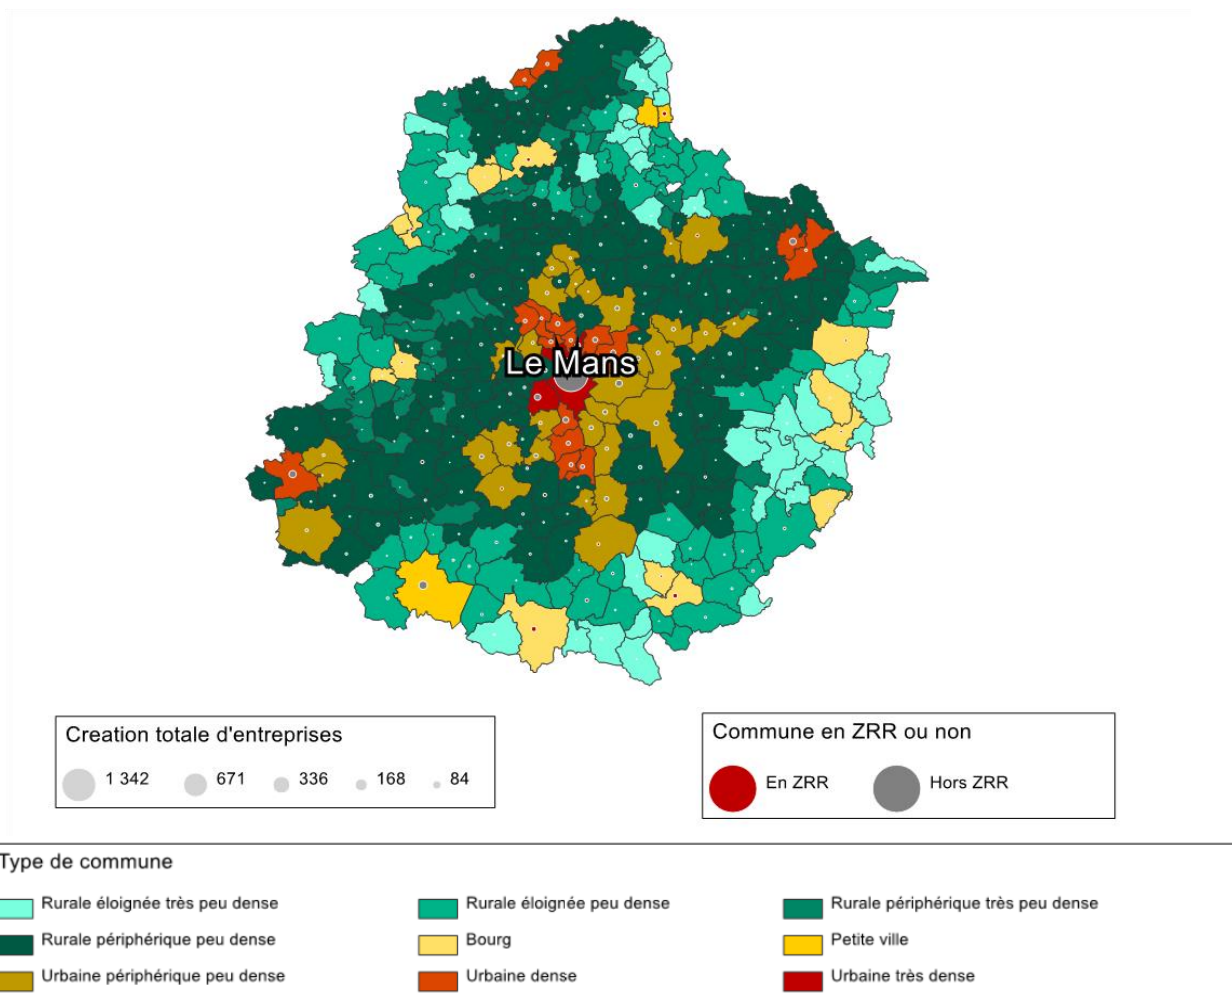 Le Mans
Creation totale d'entreprises
1 342 671 336 168 84
Commune en ZRR ou non
En ZRR Hors ZRR
Type de commune
Rurale éloignée très peu dense Rurale éloignée peu dense Rurale périphérique très peu dense
Rurale périphérique peu dense Bourg Petite ville
Urbaine périphérique peu dense Urbaine dense Urbaine très dense